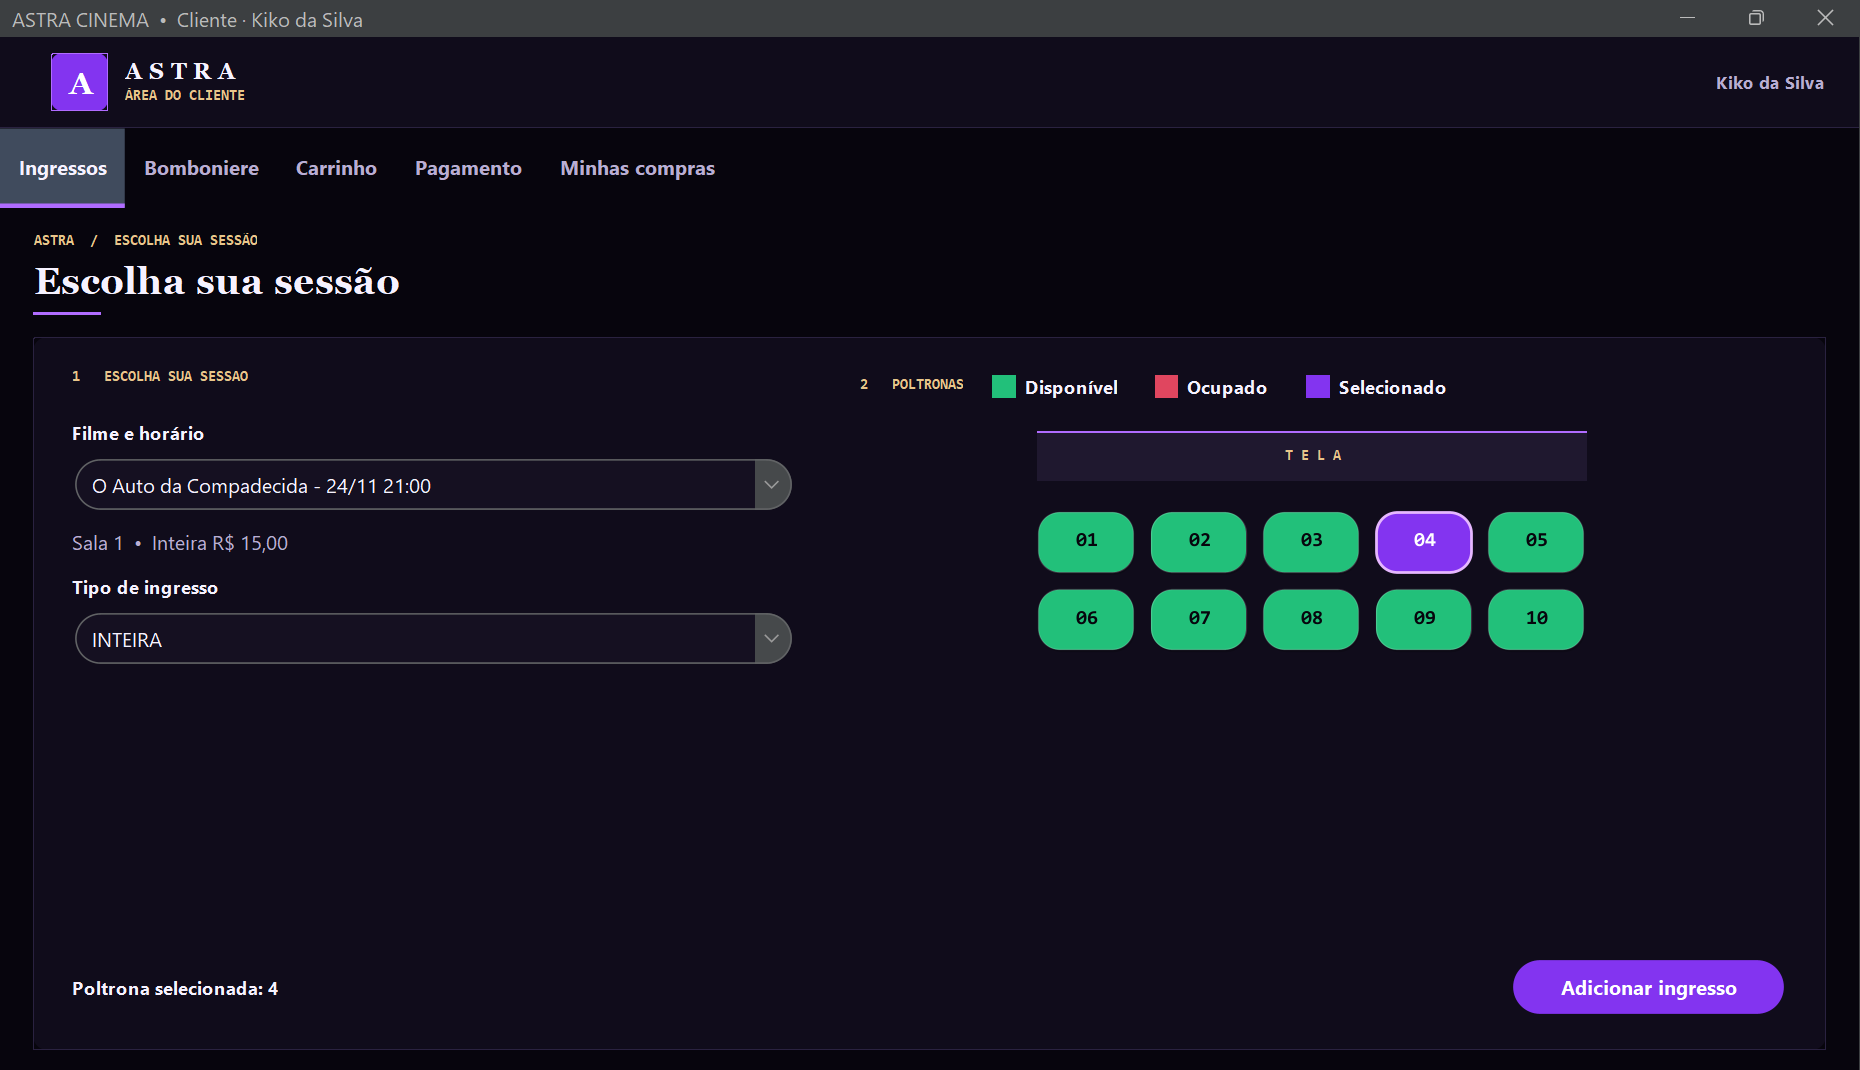 ASTRA CINEMA • Cliente · Kiko da Silva
A
ASTRA
ÁREA DO CLIENTE
Kiko da Silva
Ingressos
Bomboniere
Carrinho
Pagamento
Minhas compras
ASTRA / ESCOLHA SUA SESSÃO
Escolha sua sessão
1 ESCOLHA SUA SESSAO
Filme e horário
O Auto da Compadecida - 24/11 21:00
Sala 1 • Inteira R$ 15,00
Tipo de ingresso
INTEIRA
2 POLTRONAS
Disponível
Ocupado
Selecionado
TELA
01 02 03 04 05
06 07 08 09 10
Poltrona selecionada: 4
Adicionar ingresso